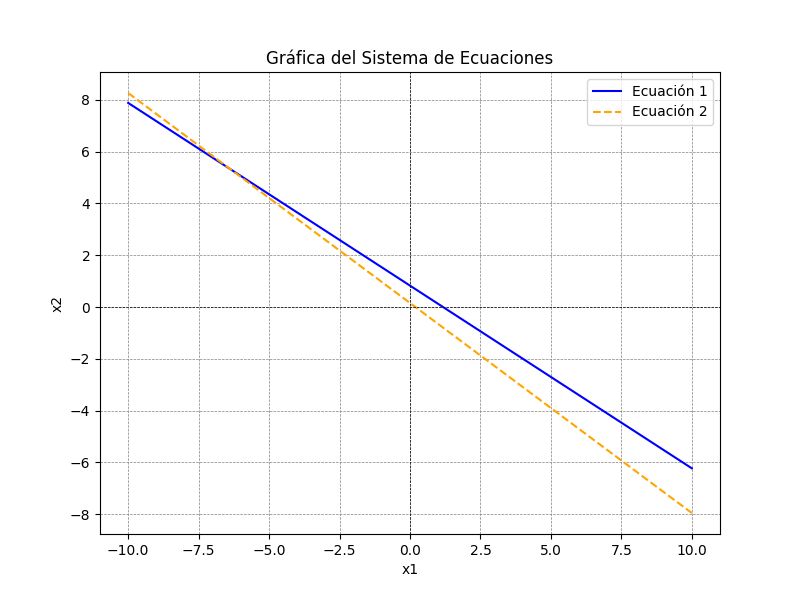 Gráfica del Sistema de Ecuaciones
Ecuación 1
Ecuación 2
8
6
4
2
0
−2
−4
−6
−8
x2
−10.0 −7.5 −5.0 −2.5 0.0 2.5 5.0 7.5 10.0
x1